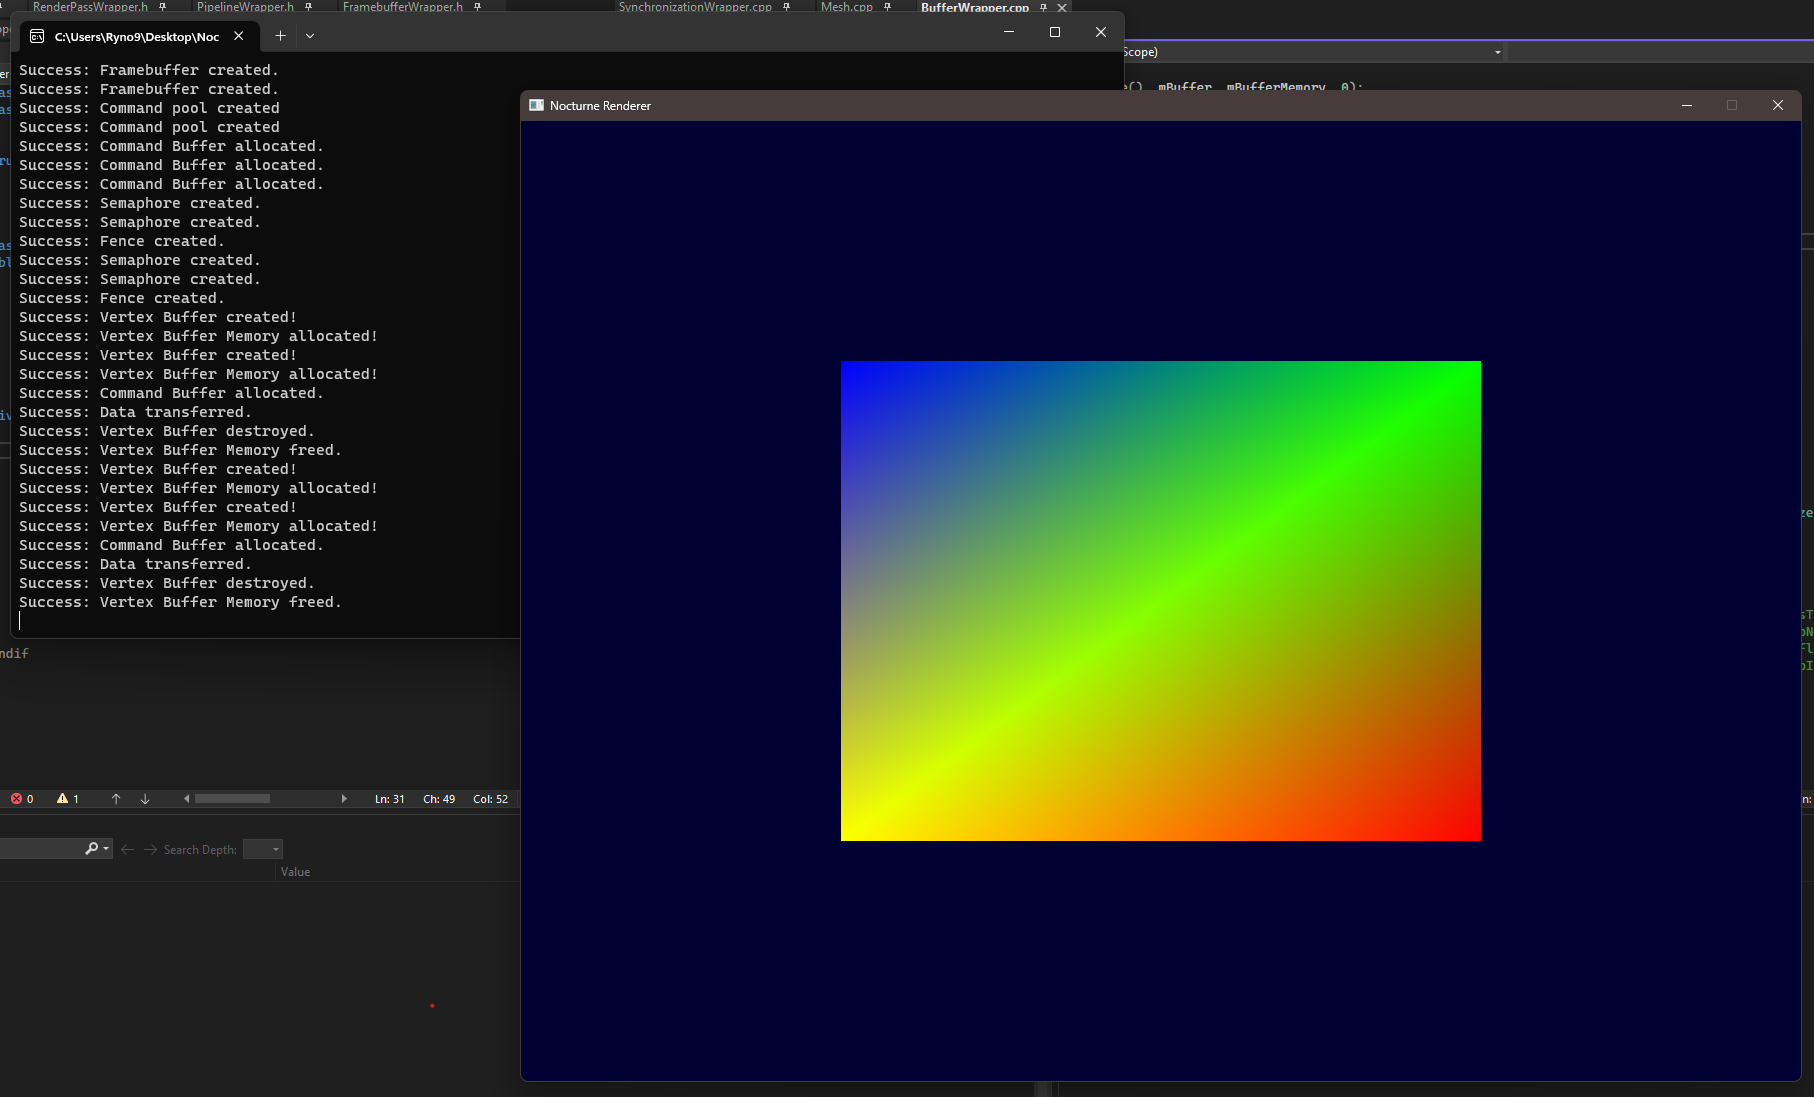 RenderPassWrapper.h PipelineWrapper.h FramebufferWrapper.h SynchronizationWrapper.cpp Mesh.cpp BufferWrapper.cpp
C:\Users\Ryno9\Desktop\Noc
Scope)
mBuffer, mBufferMemory, 0);
Nocturne Renderer
Success: Framebuffer created.
Success: Framebuffer created.
Success: Command pool created
Success: Command pool created
Success: Command Buffer allocated.
Success: Command Buffer allocated.
Success: Command Buffer allocated.
Success: Semaphore created.
Success: Semaphore created.
Success: Fence created.
Success: Semaphore created.
Success: Semaphore created.
Success: Fence created.
Success: Vertex Buffer created!
Success: Vertex Buffer Memory allocated!
Success: Vertex Buffer created!
Success: Vertex Buffer Memory allocated!
Success: Command Buffer allocated.
Success: Data transferred.
Success: Vertex Buffer destroyed.
Success: Vertex Buffer Memory freed.
Success: Vertex Buffer created!
Success: Vertex Buffer Memory allocated!
Success: Vertex Buffer created!
Success: Vertex Buffer Memory allocated!
Success: Command Buffer allocated.
Success: Data transferred.
Success: Vertex Buffer destroyed.
Success: Vertex Buffer Memory freed.
ndif
0 1 Ln: 31 Ch: 49 Col: 52
Search Depth:
Value